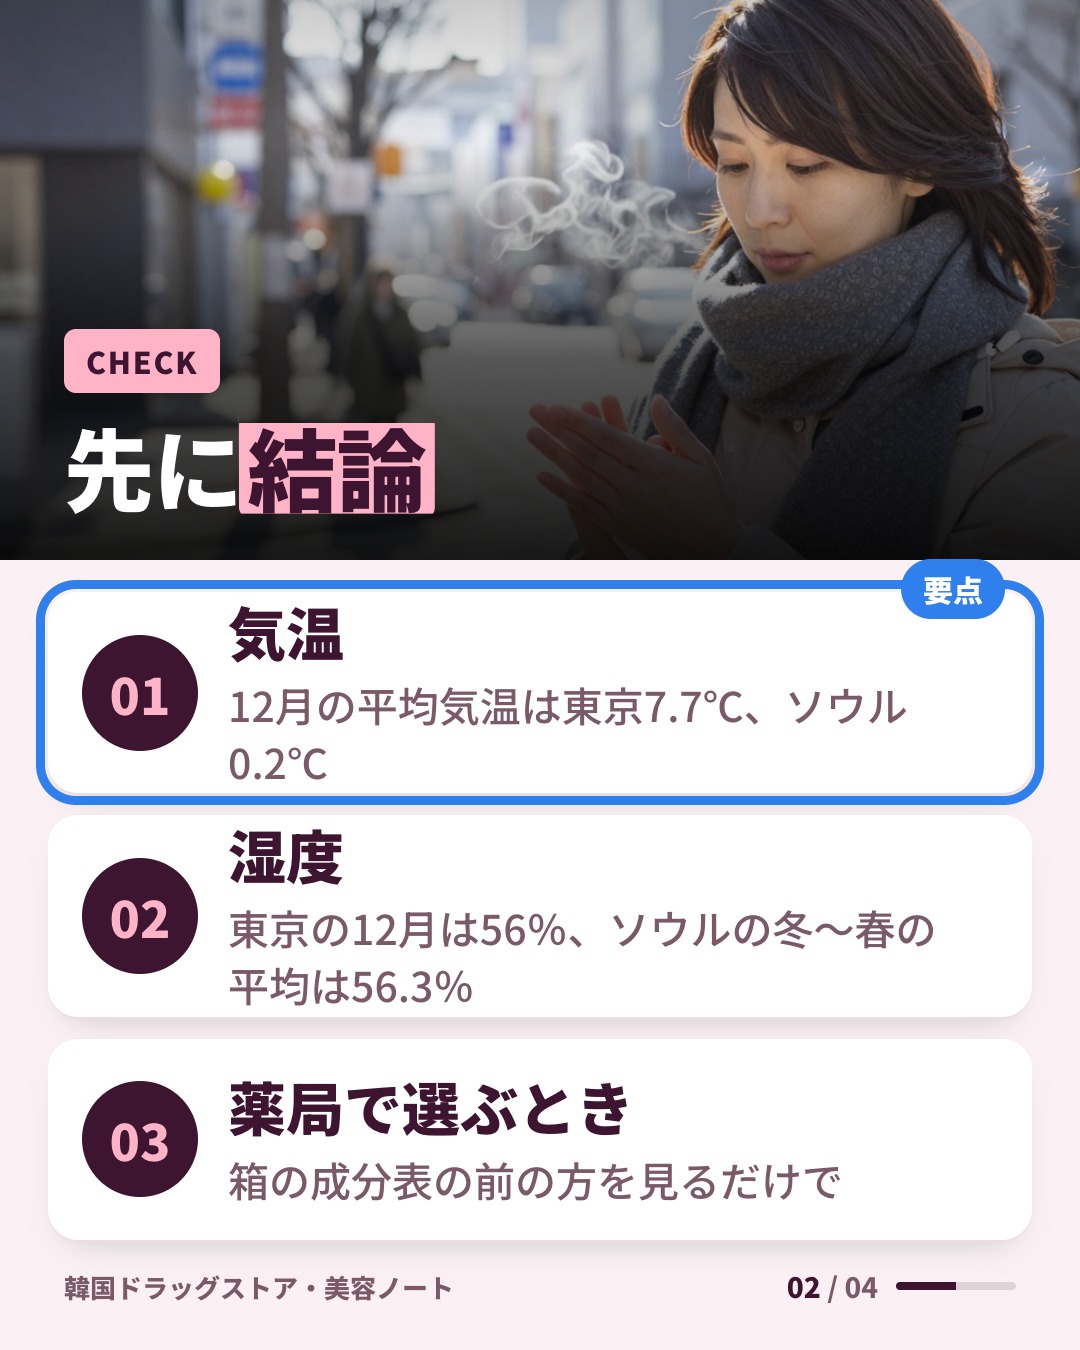 CHECK
先に結論
要点
01
気温
12月の平均気温は東京7.7℃、ソウル
0.2℃
02
湿度
東京の12月は56%、ソウルの冬〜春の
平均は56.3%
03
薬局で選ぶとき
箱の成分表の前の方を見るだけで
韓国ドラッグストア・美容ノート
02 / 04